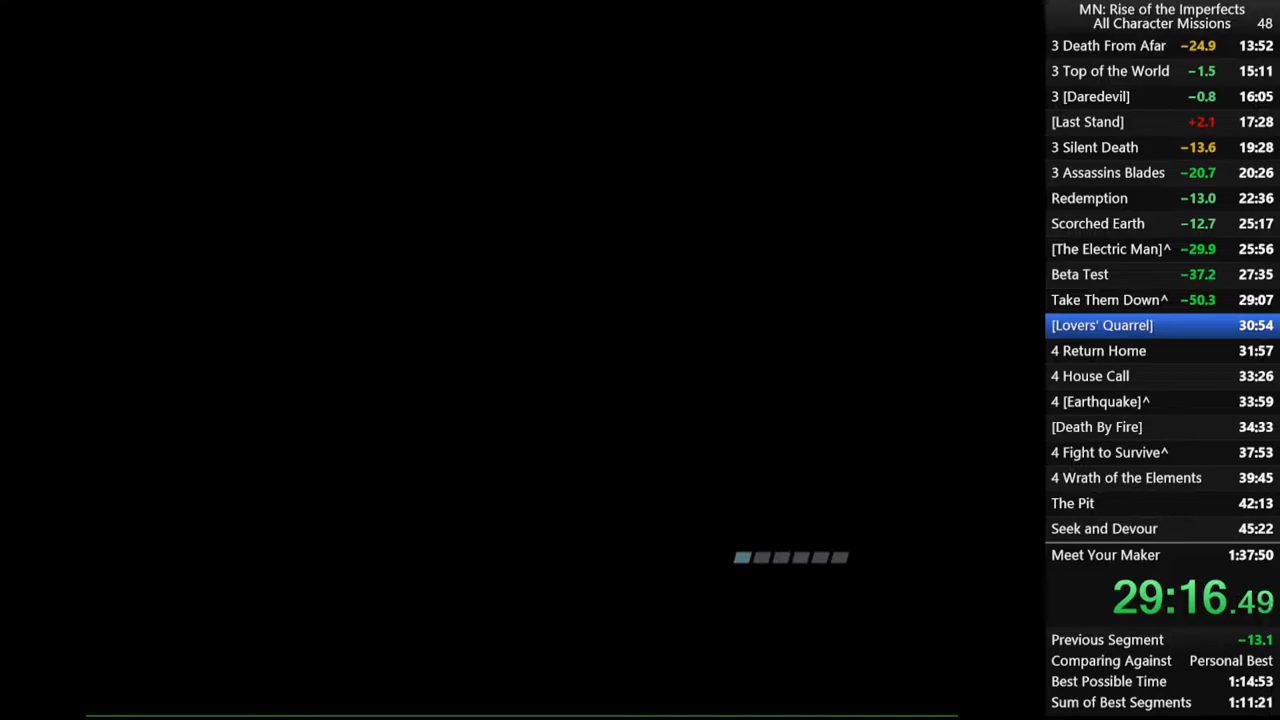 MN: Rise of the Imperfects
All Character Missions 48
3 Death From Afar −24.9 13:52
3 Top of the World −1.5 15:11
3 [Daredevil] −0.8 16:05
[Last Stand] +2.1 17:28
3 Silent Death −13.6 19:28
3 Assassins Blades −20.7 20:26
Redemption −13.0 22:36
Scorched Earth −12.7 25:17
[The Electric Man]^ −29.9 25:56
Beta Test −37.2 27:35
Take Them Down^ −50.3 29:07
[Lovers' Quarrel] 30:54
4 Return Home 31:57
4 House Call 33:26
4 [Earthquake]^ 33:59
[Death By Fire] 34:33
4 Fight to Survive^ 37:53
4 Wrath of the Elements 39:45
The Pit 42:13
Seek and Devour 45:22
Meet Your Maker 1:37:50
29:16.49
Previous Segment −13.1
Comparing Against Personal Best
Best Possible Time 1:14:53
Sum of Best Segments 1:11:21